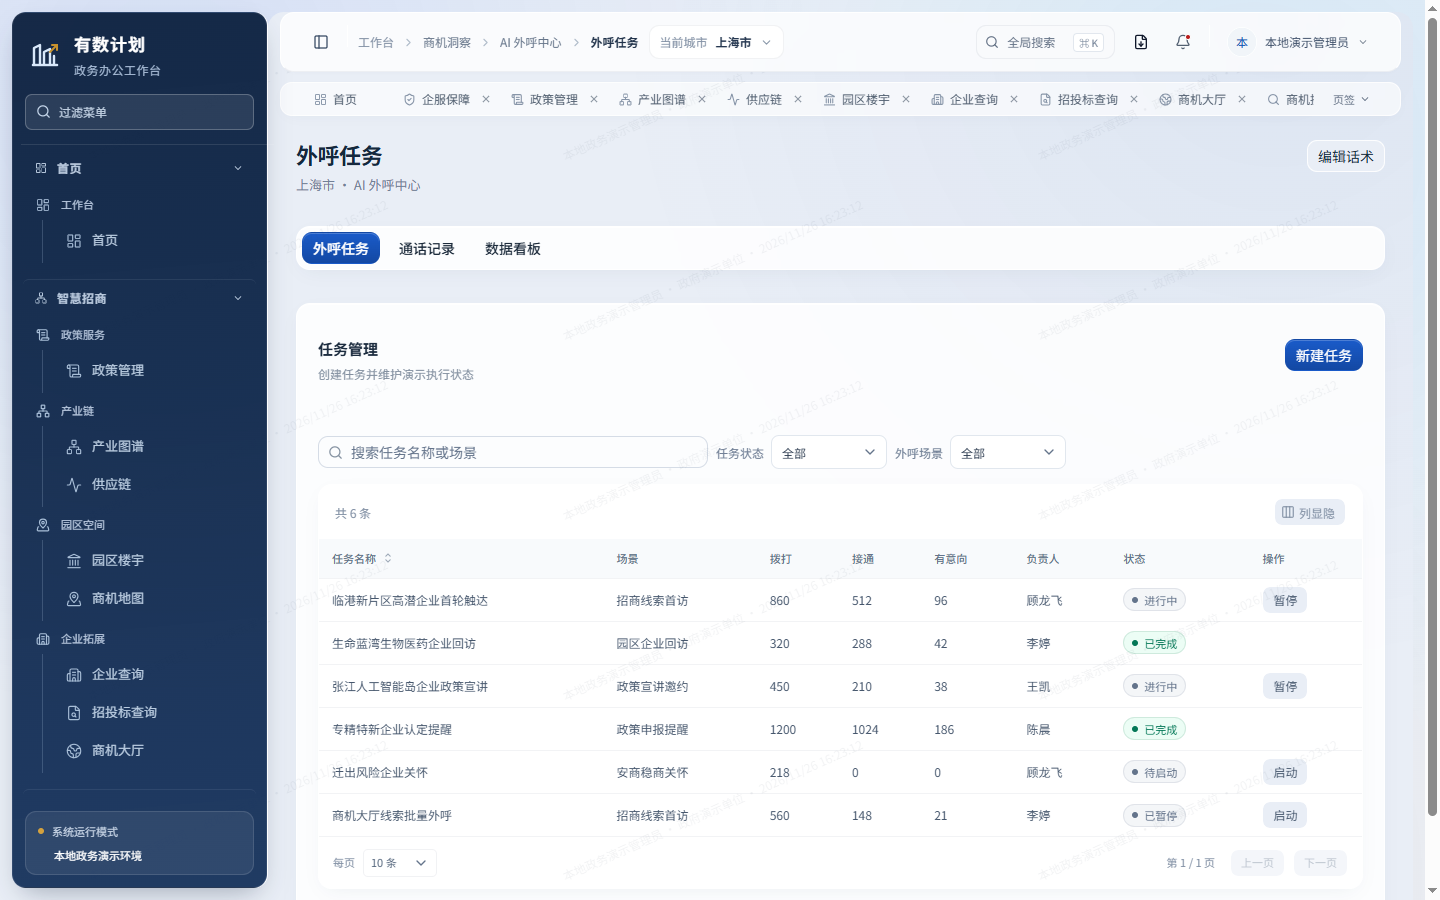 有数计划
政务办公工作台
过滤菜单
首页
工作台
首页
智慧招商
政策服务
政策管理
产业链
产业图谱
供应链
园区空间
园区楼宇
商机地图
企业拓展
企业查询
招投标查询
商机大厅
系统运行模式
本地政务演示环境
工作台 商机洞察 AI 外呼中心 外呼任务 当前城市 上海市 全局搜索 ⌘K 本 本地演示管理员
首页 企服保障 政策管理 产业图谱 供应链 园区楼宇 企业查询 招投标查询 商机大厅 商机 页签
外呼任务
上海市 • AI 外呼中心
编辑话术
外呼任务 通话记录 数据看板
任务管理
创建任务并维护演示执行状态
新建任务
搜索任务名称或场景 任务状态 全部 外呼场景 全部
共 6 条 列显隐
任务名称 场景 拨打 接通 有意向 负责人 状态 操作
临港新片区高潜企业首轮触达 招商线索首访 860 512 96 顾龙飞 进行中 暂停
生命蓝湾生物医药企业回访 园区企业回访 320 288 42 李婷 已完成
张江人工智能岛企业政策宣讲 政策宣讲邀约 450 210 38 王凯 进行中 暂停
专精特新企业认定提醒 政策申报提醒 1200 1024 186 陈晨 已完成
迁出风险企业关怀 安商稳商关怀 218 0 0 顾龙飞 待启动 启动
商机大厅线索批量外呼 招商线索首访 560 148 21 李婷 已暂停 启动
每页 10 条 第 1 / 1 页 上一页 下一页
本地政务演示管理员 · 政府演示单位 · 2026/11/26 16:23:12